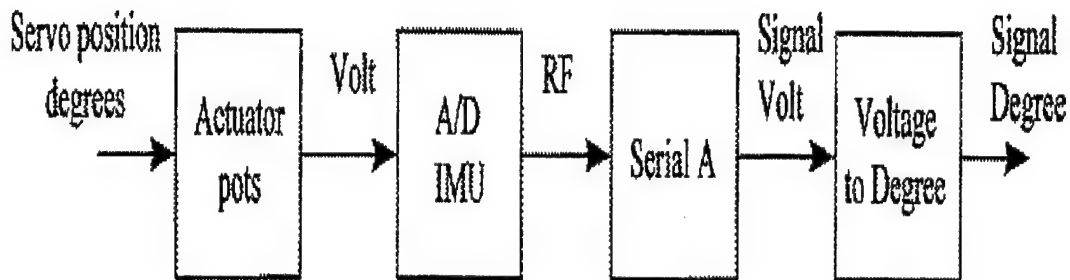 Servo position
degrees
Actuator
pots
Volt
A/D
IMU
RF
Serial A
Signal
Volt
Voltage
to Degree
Signal
Degree